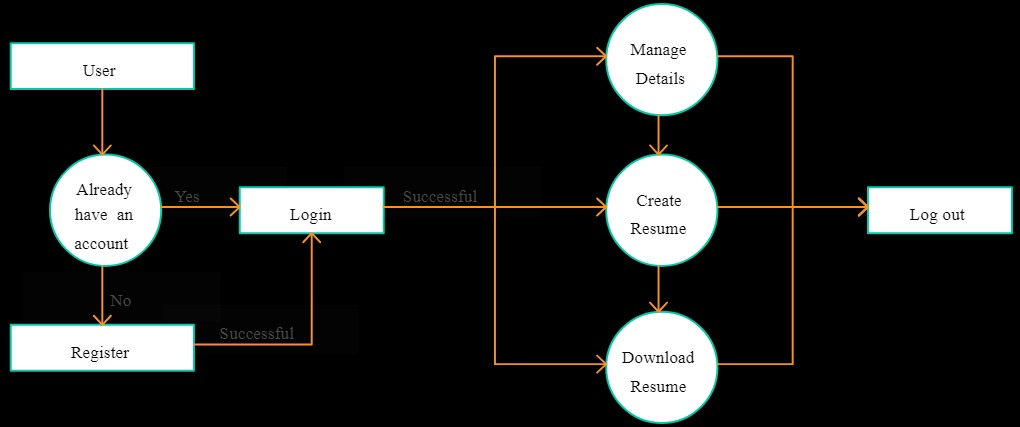 User
Already
have an
account
Yes
No
Register
Successful
Login
Successful
Manage
Details
Create
Resume
Download
Resume
Log out